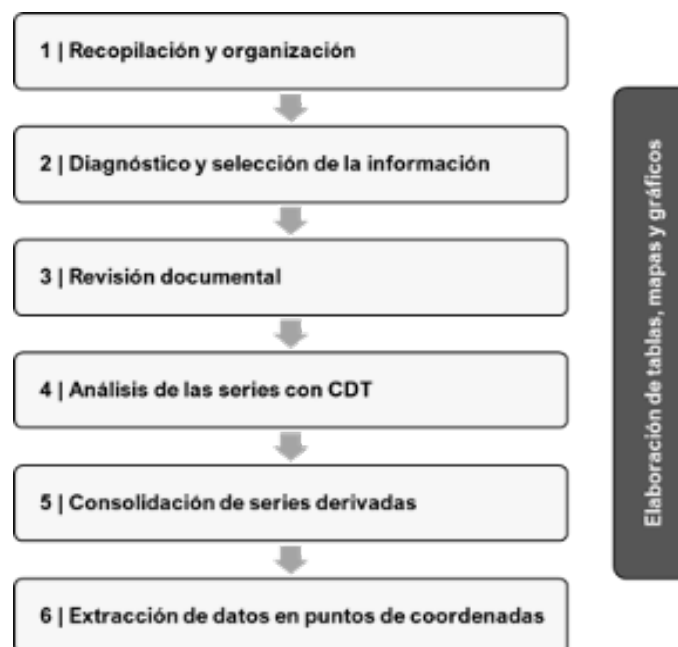 1 | Recopilación y organización
2 | Diagnóstico y selección de la información
3 | Revisión documental
4 | Análisis de las series con CDT
5 | Consolidación de series derivadas
6 | Extracción de datos en puntos de coordenadas
Elaboración de tablas, mapas y gráficos